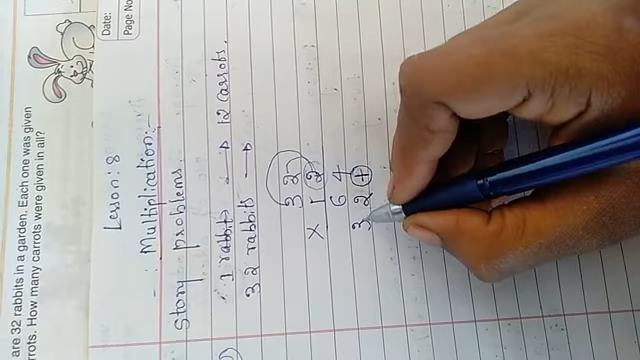 are 32 rabbits in a garden. Each one was given
rrots. How many carrots were given in all?
Date:
Page No
Lesson: 8
-: Multiplication:-
Story problems
1 rabbits → 12 carrots.
32 rabbits →
32
× 12
64
32+